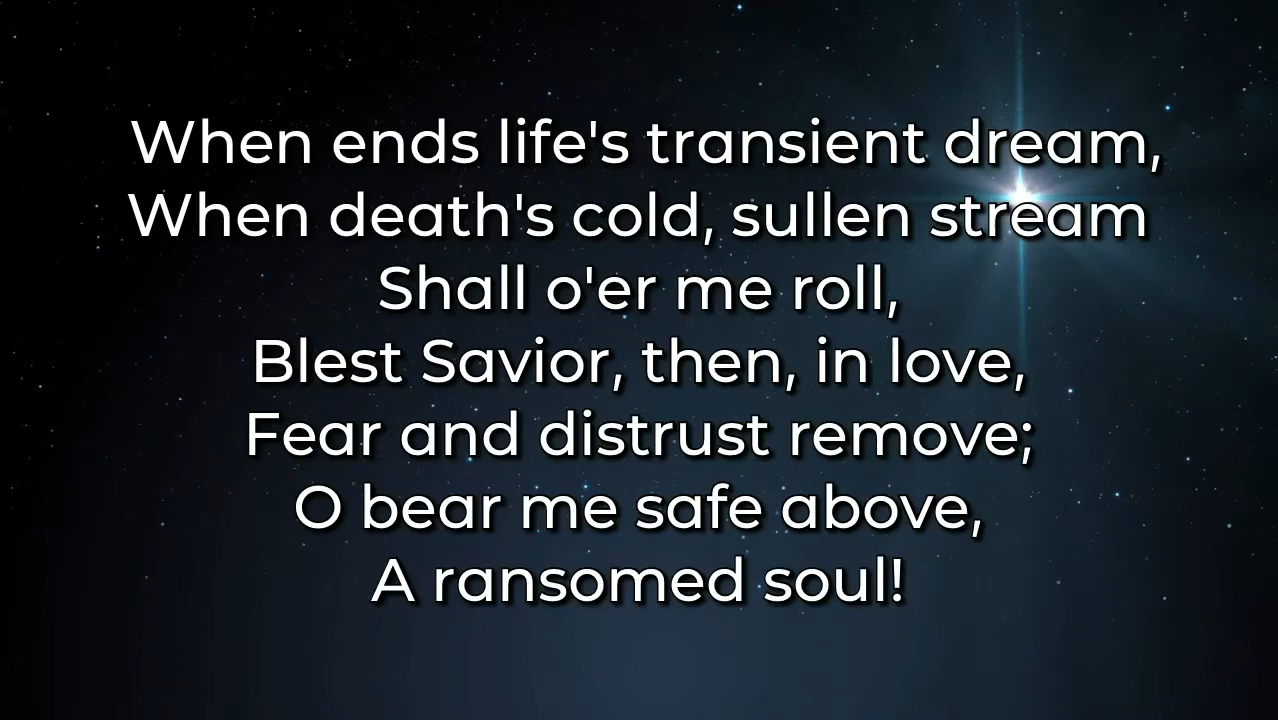 When ends life's transient dream,
When death's cold, sullen stream
Shall o'er me roll,
Blest Savior, then, in love,
Fear and distrust remove;
O bear me safe above,
A ransomed soul!